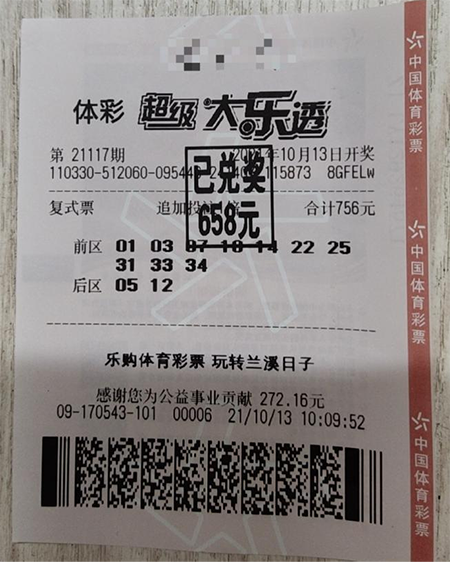 体彩 超级大乐透
第 21117期 2021年10月13日开奖
110330-512060- 115873 8GFELw
已兑奖
658元
复式票 追加投 合计756元
前区 01 03 07 10 14 22 25
31 33 34
后区 05 12
乐购体育彩票 玩转兰溪日子
感谢您为公益事业贡献 272.16元
09-170543-101 00006 21/10/13 10:09:52
中国体育彩票
中国体育彩票
中国体育彩票